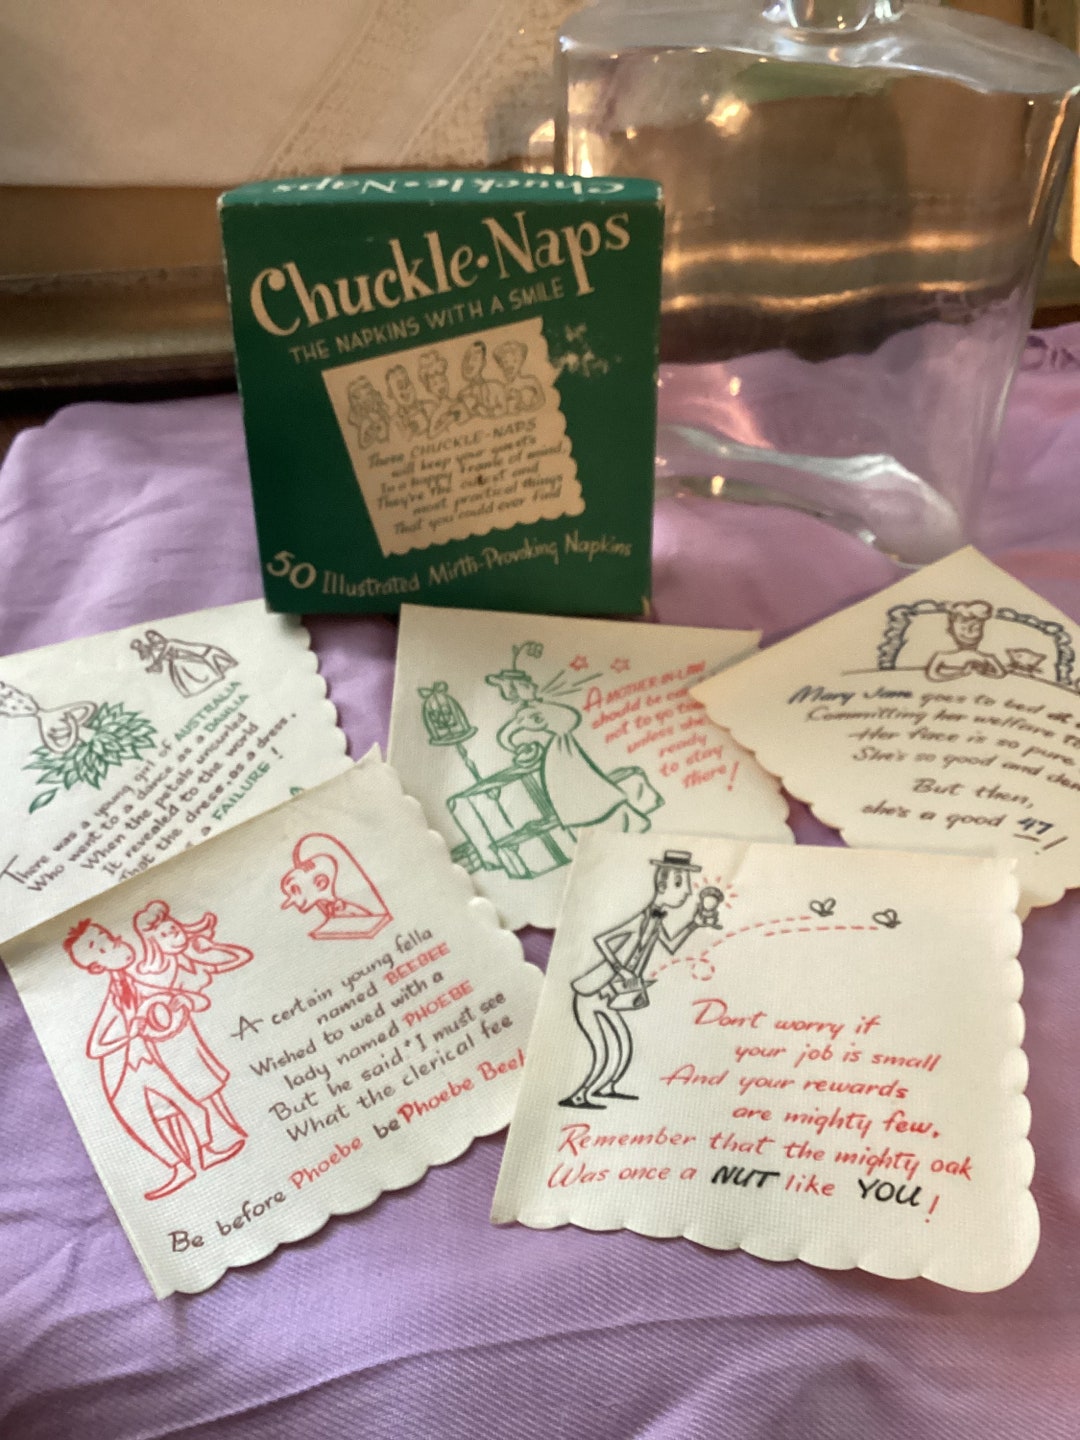 Chuckle-Naps
Chuckle·Naps
THE NAPKINS WITH A SMILE
These CHUCKLE-NAPS
will keep your guests
In a happy frame of mind,
They're the cutest and
most practical things
That you could ever find
50 Illustrated Mirth-Provoking Napkins
There was a young girl of AUSTRALIA
Who went to a dance as a DAHLIA
When the petals uncurled
It revealed to the world
That the dress, as a dress,
a FAILURE!
A MOTHER-IN-LAW
should be
not to go
unless she
ready
to stay
there!
Mary Jane goes to bed at
Committing her welfare to
Her face is so pure
She's so good and
But then,
she's a good 47!
A certain young fella
named BEEBEE
Wished to wed with a
lady named PHOEBE
But he said: "I must see
What the clerical fee
Be before Phoebe be Phoebe
Don't worry if
your job is small
And your rewards
are mighty few,
Remember that the mighty oak
Was once a NUT like YOU!